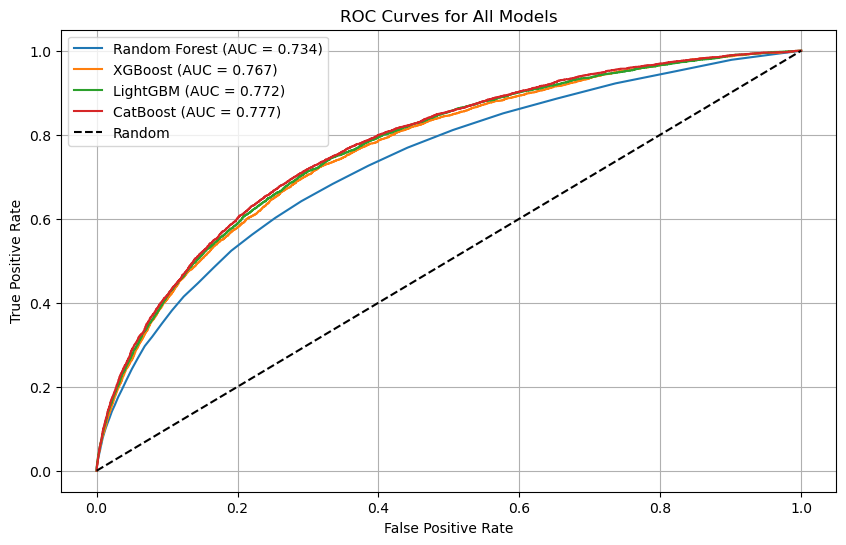 ROC Curves for All Models
Random Forest (AUC = 0.734)
XGBoost (AUC = 0.767)
LightGBM (AUC = 0.772)
CatBoost (AUC = 0.777)
Random
True Positive Rate
1.0
0.8
0.6
0.4
0.2
0.0
0.0 0.2 0.4 0.6 0.8 1.0
False Positive Rate